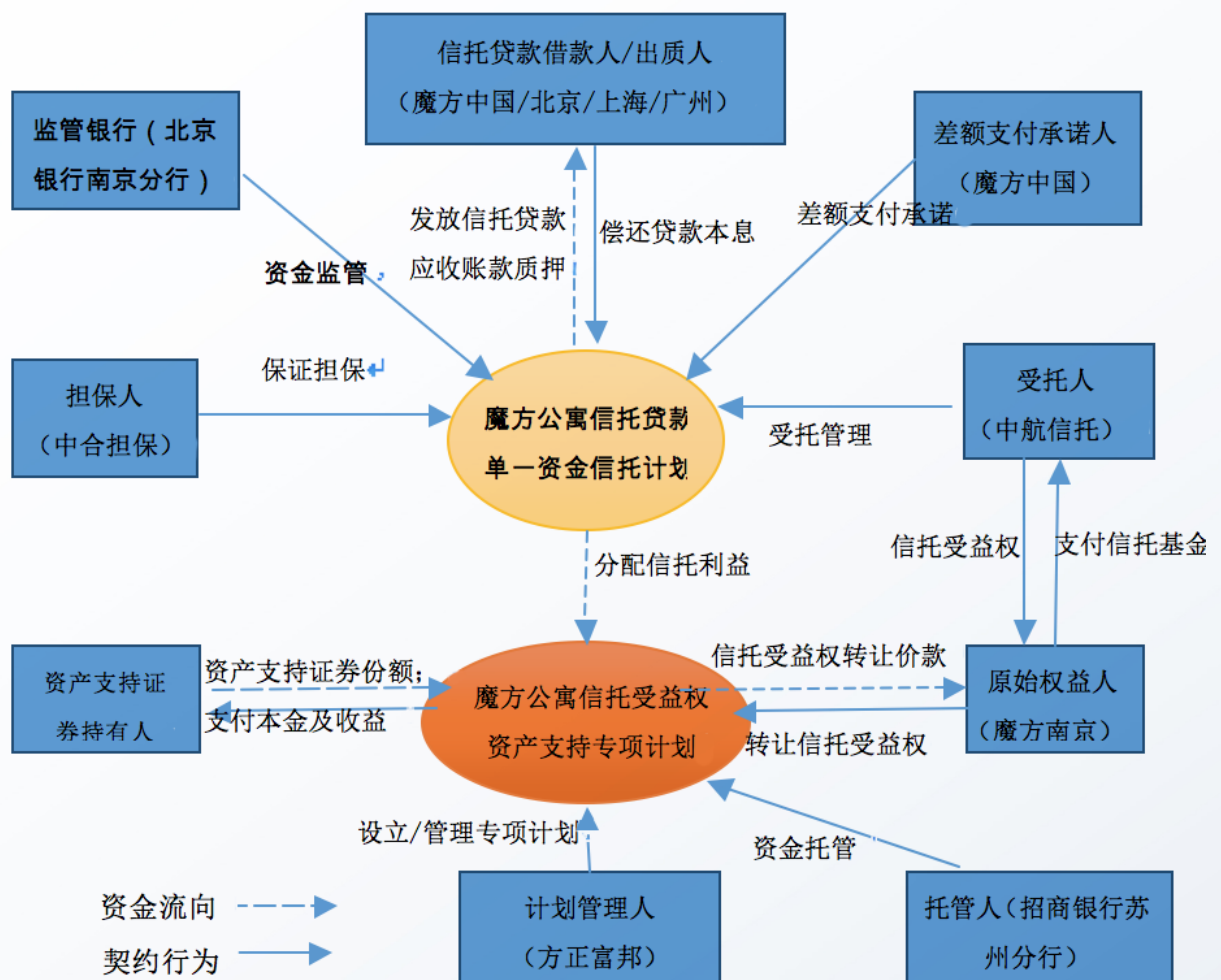 信托贷款借款人/出质人
（魔方中国/北京/上海/广州）
监管银行（北京
银行南京分行）
差额支付承诺人
（魔方中国）
发放信托贷款
应收账款质押
偿还贷款本息
差额支付承诺
资金监管
保证担保
担保人
（中合担保）
魔方公寓信托贷款
单一资金信托计划
受托人
（中航信托）
受托管理
信托受益权
支付信托基金
分配信托利益
资产支持证
券持有人
资产支持证券份额；
支付本金及收益
魔方公寓信托受益权
资产支持专项计划
信托受益权转让价款
转让信托受益权
原始权益人
（魔方南京）
设立/管理专项计划
资金托管
资金流向
契约行为
计划管理人
（方正富邦）
托管人（招商银行苏
州分行）